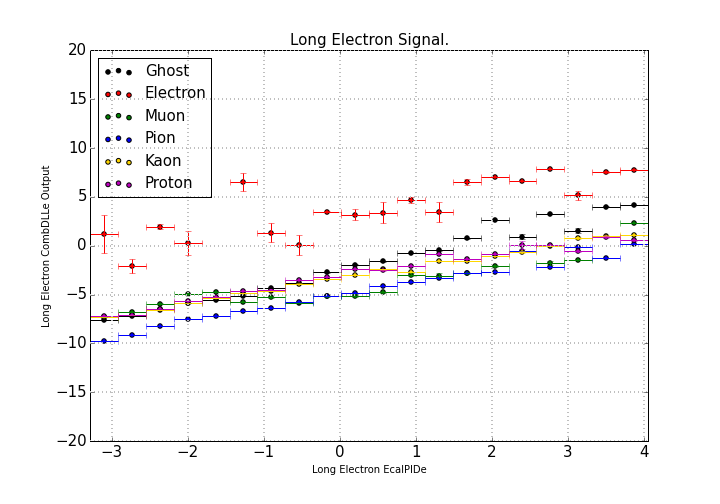 Long Electron Signal.
20
15
10
5
0
−5
−10
−15
−20
Long Electron CombDLLe Output
Ghost
Electron
Muon
Pion
Kaon
Proton
−3 −2 −1 0 1 2 3 4
Long Electron EcalPIDe